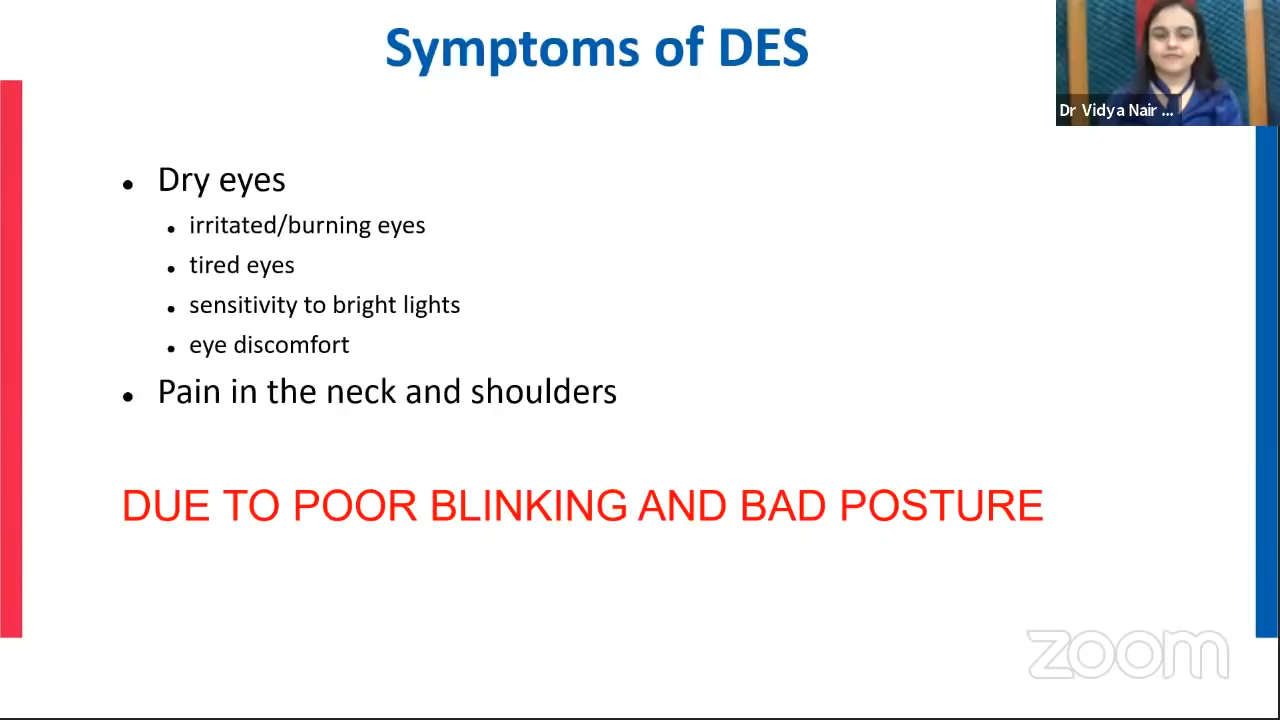 Symptoms of DES
Dr Vidya Nair ...
• Dry eyes
• irritated/burning eyes
• tired eyes
• sensitivity to bright lights
• eye discomfort
• Pain in the neck and shoulders
DUE TO POOR BLINKING AND BAD POSTURE
zoom